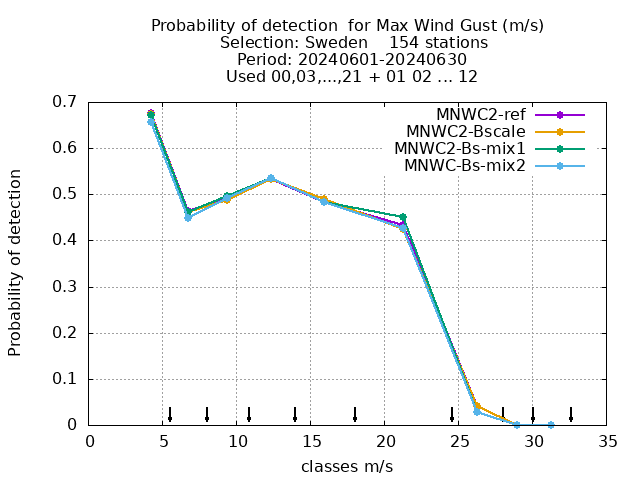 Probability of detection  for Max Wind Gust (m/s)
Selection: Sweden    154 stations
Period: 20240601-20240630
Used 00,03,...,21 + 01 02 ... 12
MNWC2-ref
MNWC2-Bscale
MNWC2-Bs-mix1
MNWC-Bs-mix2
Probability of detection
0.7
0.6
0.5
0.4
0.3
0.2
0.1
0
0 5 10 15 20 25 30 35
classes m/s